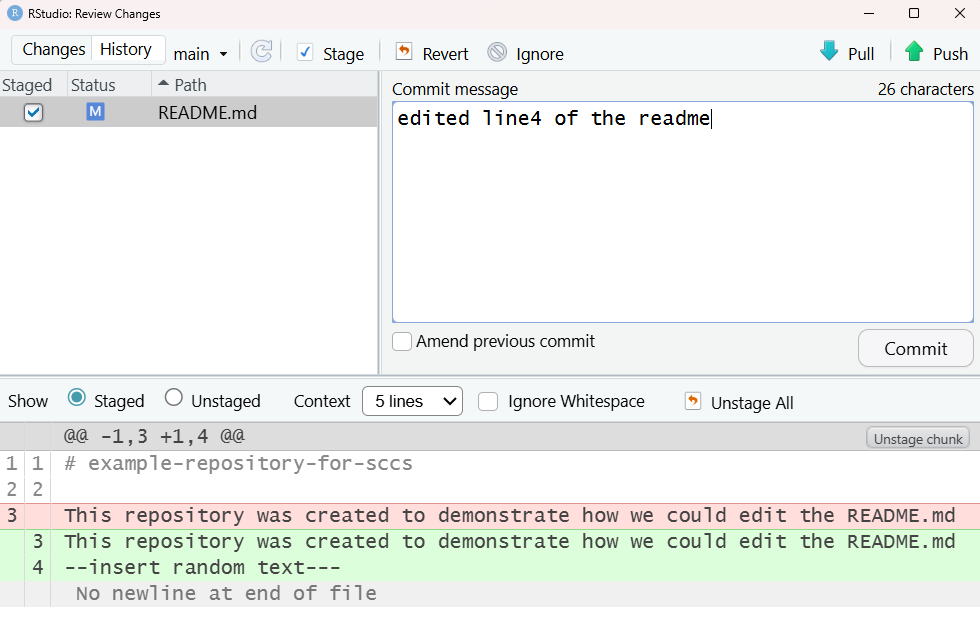 R RStudio: Review Changes
Changes History main Stage Revert Ignore Pull Push
Staged Status Path
M README.md
Commit message 26 characters
edited line4 of the readme
Amend previous commit
Commit
Show Staged Unstaged Context 5 lines Ignore Whitespace Unstage All
@@ -1,3 +1,4 @@ Unstage chunk
1 1 # example-repository-for-sccs
2 2
3 This repository was created to demonstrate how we could edit the README.md
3 This repository was created to demonstrate how we could edit the README.md
4 --insert random text---
No newline at end of file